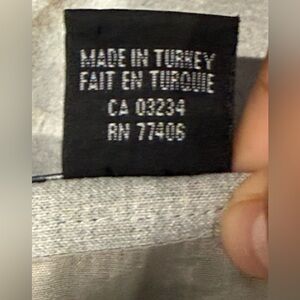 MADE IN TURKEY
FAIT EN TURQUIE
CA 03234
RN 77406